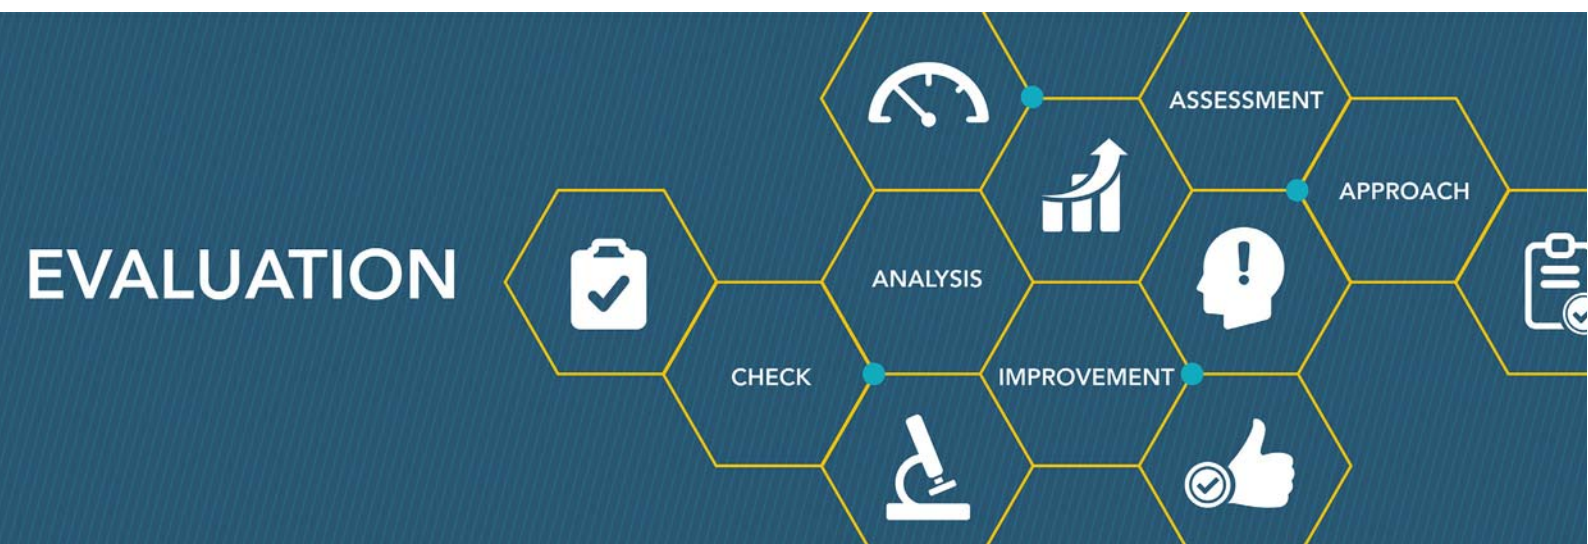 EVALUATION
ASSESSMENT
APPROACH
ANALYSIS
CHECK
IMPROVEMENT